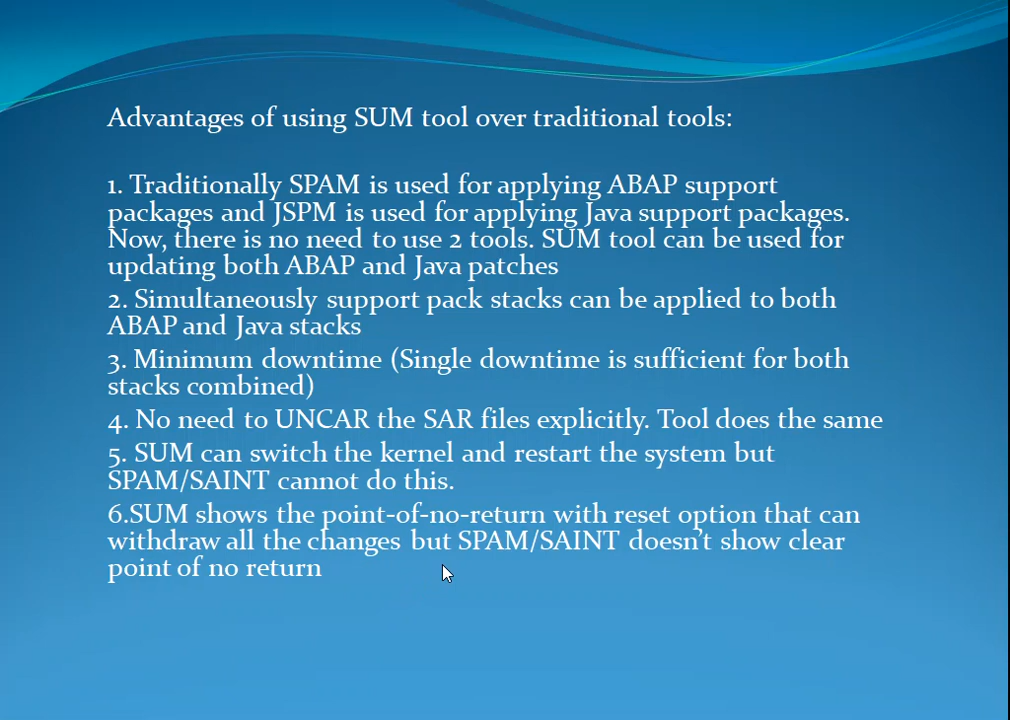 Advantages of using SUM tool over traditional tools:
1. Traditionally SPAM is used for applying ABAP support
packages and JSPM is used for applying Java support packages.
Now, there is no need to use 2 tools. SUM tool can be used for
updating both ABAP and Java patches
2. Simultaneously support pack stacks can be applied to both
ABAP and Java stacks
3. Minimum downtime (Single downtime is sufficient for both
stacks combined)
4. No need to UNCAR the SAR files explicitly. Tool does the same
5. SUM can switch the kernel and restart the system but
SPAM/SAINT cannot do this.
6.SUM shows the point-of-no-return with reset option that can
withdraw all the changes but SPAM/SAINT doesn’t show clear
point of no return